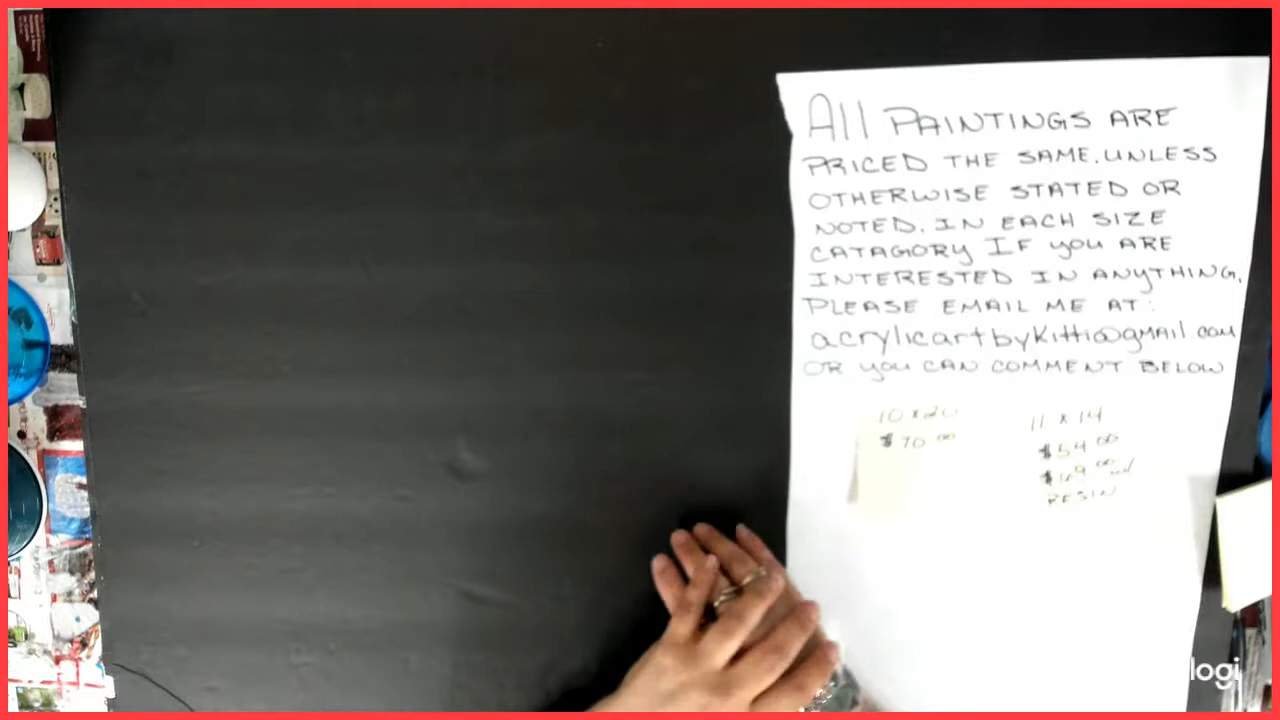 All PAINTINGS ARE
PRICED THE SAME. UNLESS
OTHERWISE STATED OR
NOTED. IN EACH SIZE
CATAGORY IF YOU ARE
INTERESTED IN ANYTHING.
PLEASE EMAIL ME AT:
acrylicartbykitti@gmail.com
OR YOU CAN COMMENT BELOW
10 x 20
11 x 14
$70.00
$54.00
RESIN
logi